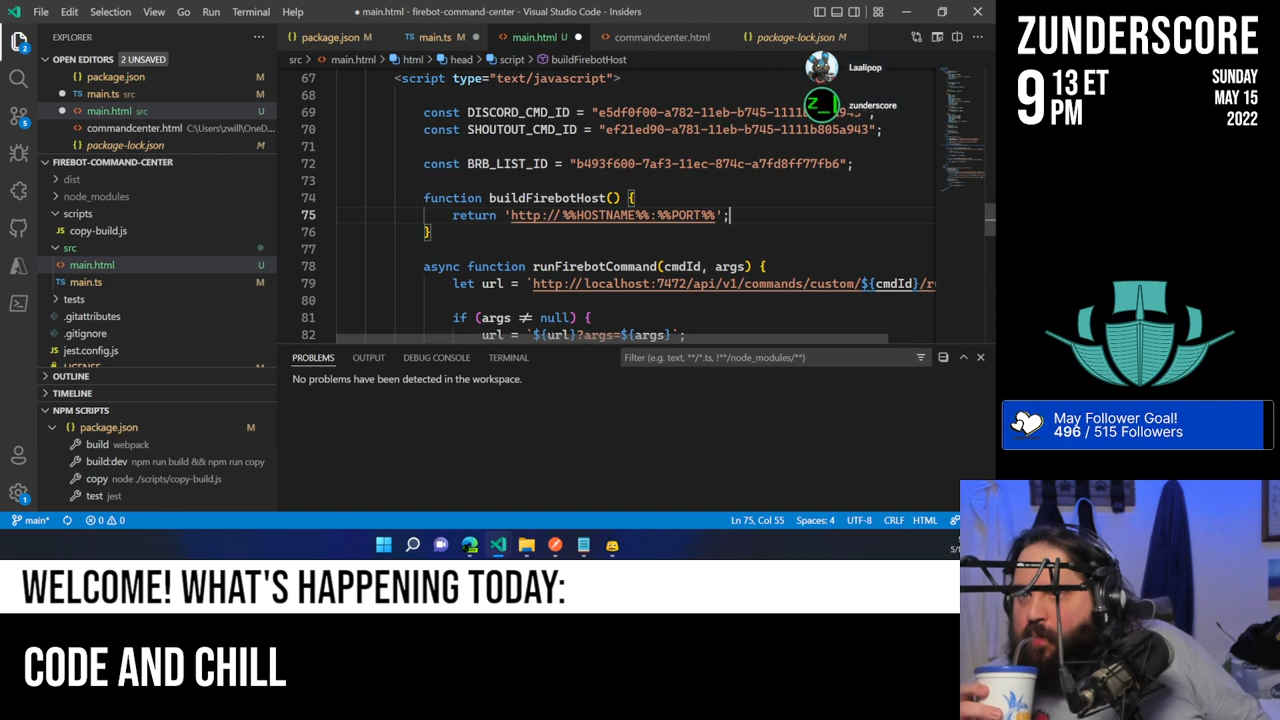 File Edit Selection View Go Run Terminal Help
● main.html - firebot-command-center - Visual Studio Code - Insiders
EXPLORER
OPEN EDITORS 2 UNSAVED
package.json M
main.ts src M
main.html src U
commandcenter.html C:\Users\zwill\OneD...
package-lock.json M
FIREBOT-COMMAND-CENTER
dist
node_modules
scripts
copy-build.js
src
main.html U
main.ts M
tests
.gitattributes
.gitignore
jest.config.js
LICENSE
OUTLINE
TIMELINE
NPM SCRIPTS
package.json M
build webpack
build:dev npm run build && npm run copy
copy node ./scripts/copy-build.js
test jest
package.json M
main.ts M
main.html U
commandcenter.html
package-lock.json M
src > main.html > html > head > script > buildFirebotHost
67 <script type="text/javascript">
68
69 const DISCORD_CMD_ID = "e5df0f00-a782-11eb-b745-1111
70 const SHOUTOUT_CMD_ID = "ef21ed90-a781-11eb-b745-1111b805a943";
71
72 const BRB_LIST_ID = "b493f600-7af3-11ec-874c-a7fd8ff77fb6";
73
74 function buildFirebotHost() {
75 return 'http://%%HOSTNAME%%:%%PORT%%';
76 }
77
78 async function runFirebotCommand(cmdId, args) {
79 let url = `http://localhost:7472/api/v1/commands/custom/${cmdId}/r
80
81 if (args ≠ null) {
82 url = `${url}?args=${args}`;
Laalipop
zunderscore
PROBLEMS OUTPUT DEBUG CONSOLE TERMINAL
Filter (e.g. text, **/*.ts, !**/node_modules/**)
No problems have been detected in the workspace.
main* 0 0
Ln 75, Col 55 Spaces: 4 UTF-8 CRLF HTML
ZUNDERSCORE
9 13 ET
PM
SUNDAY
MAY 15
2022
May Follower Goal!
496 / 515 Followers
WELCOME! WHAT'S HAPPENING TODAY:
CODE AND CHILL